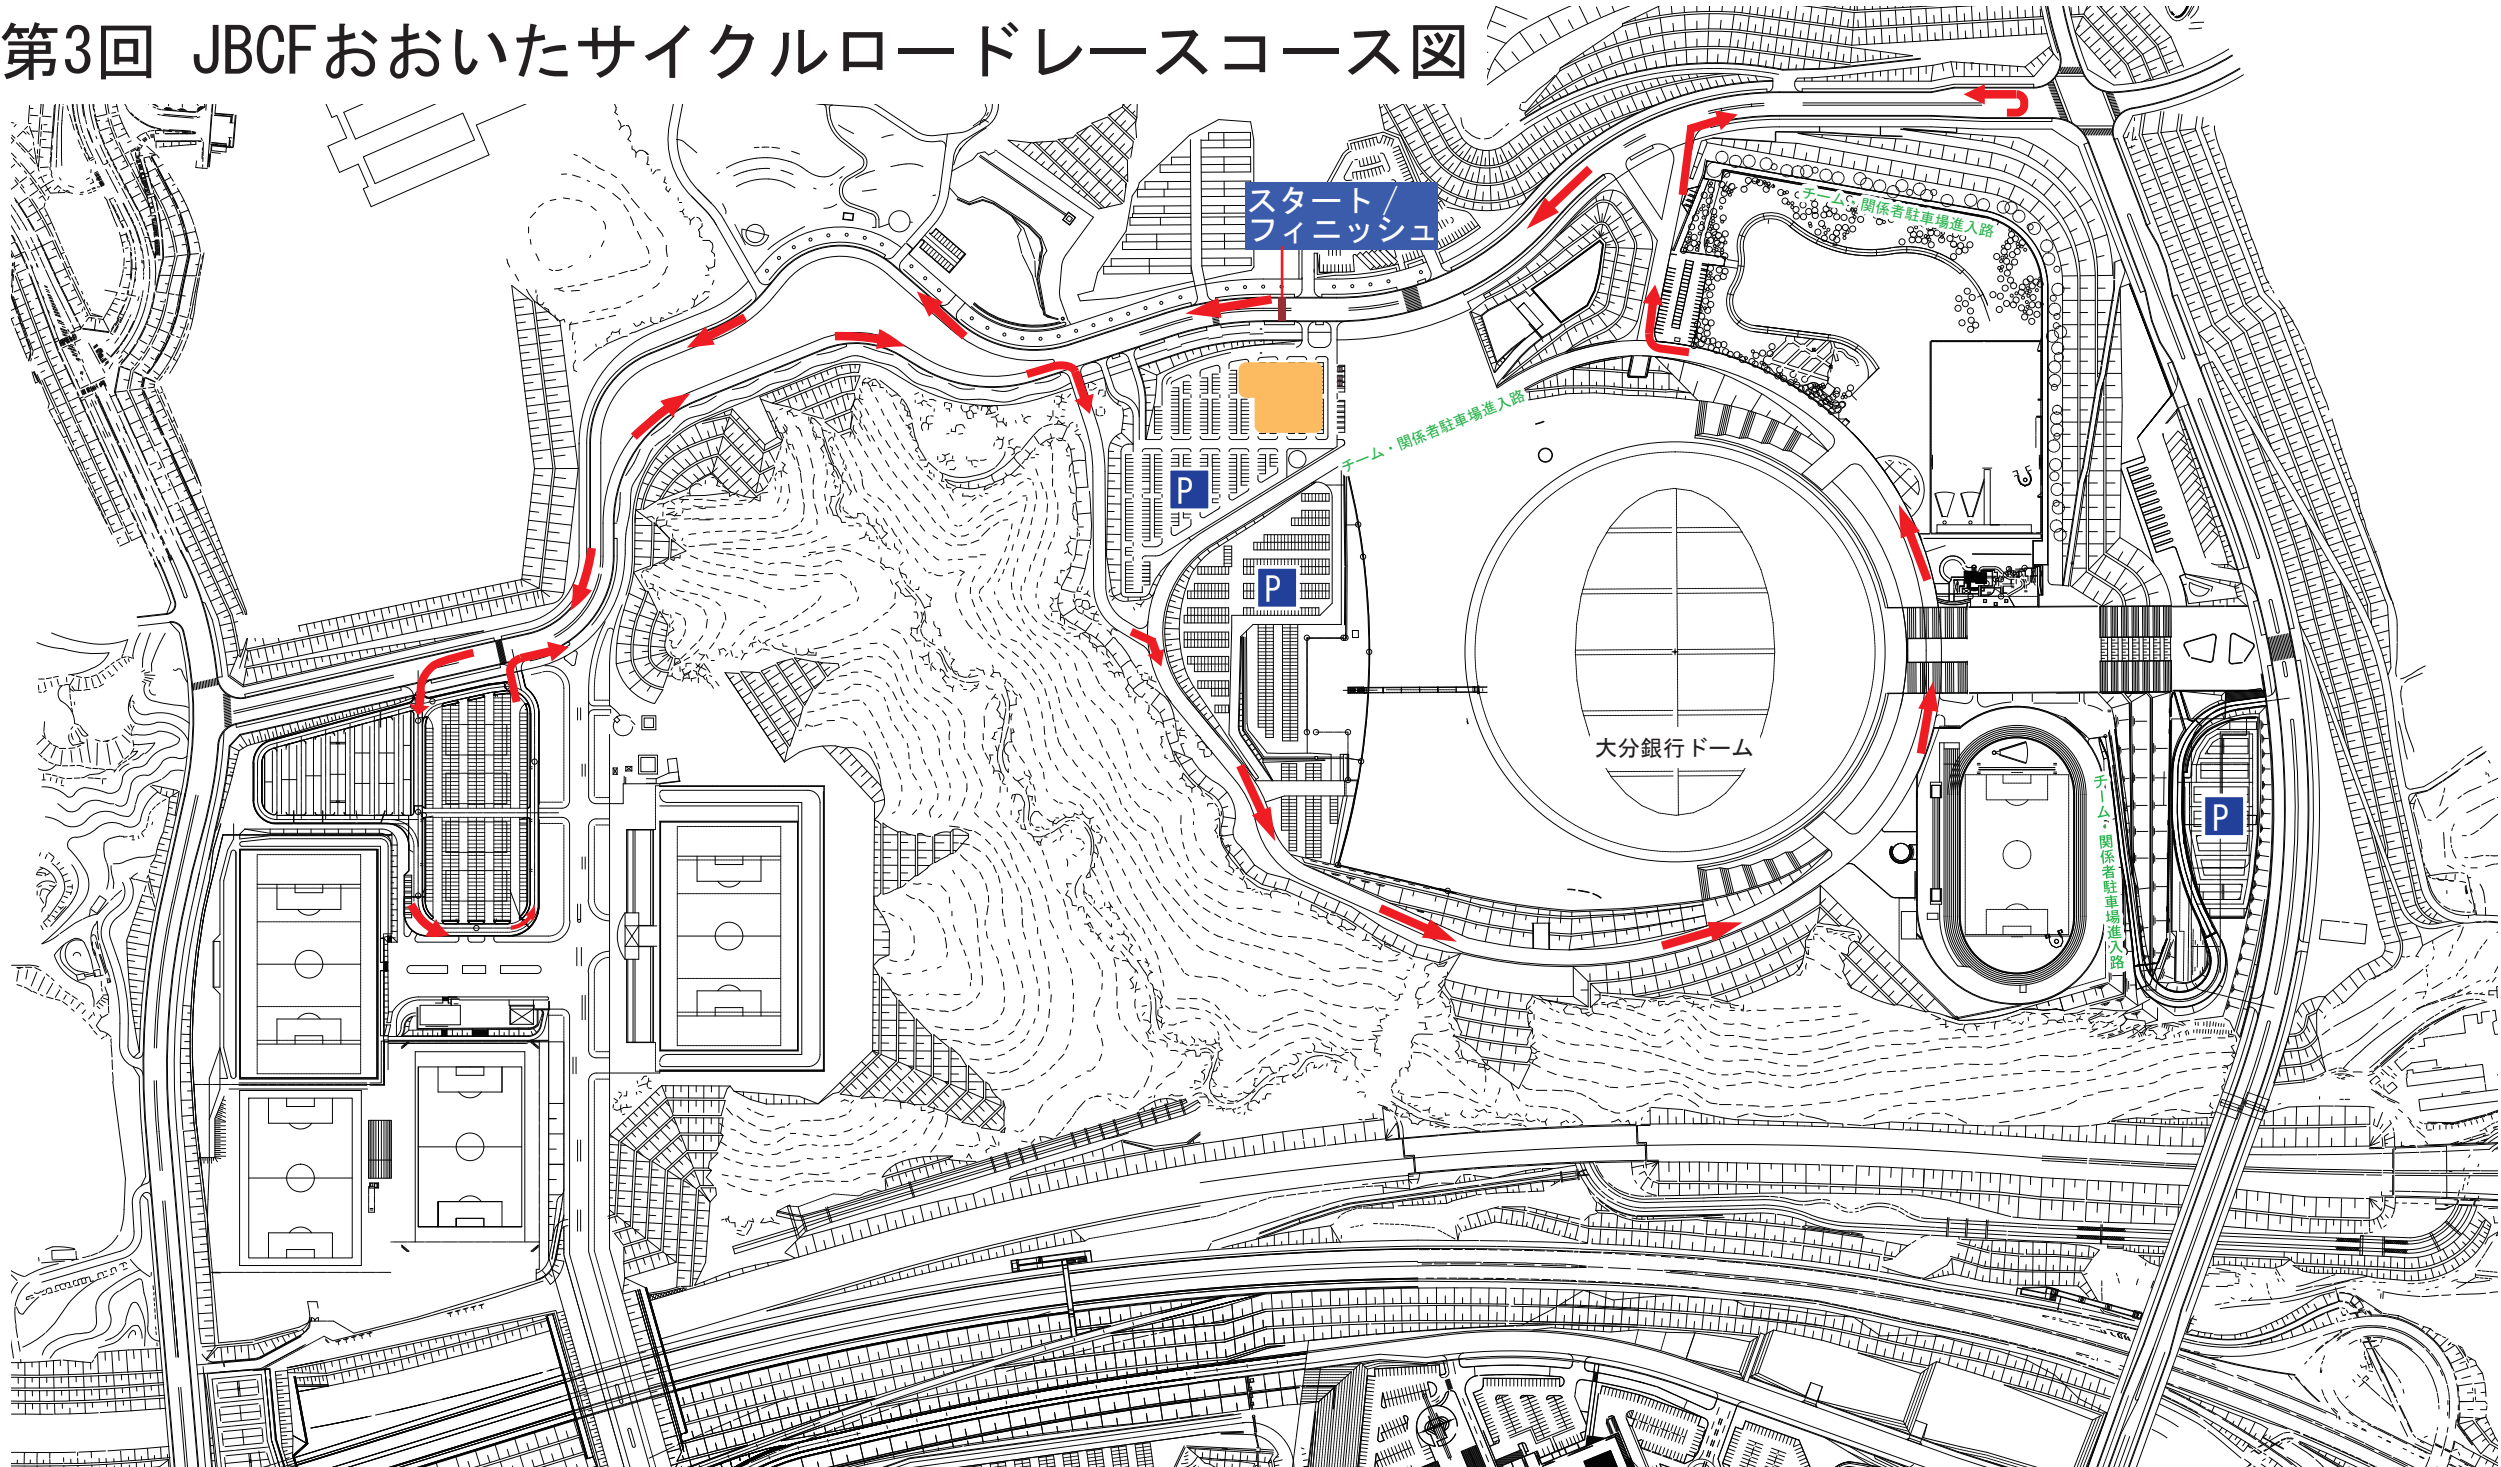 第3回 JBCFおおいたサイクルロードレースコース図
スタート/
フィニッシュ
チーム・関係者駐車場進入路
チーム・関係者駐車場進入路
P
P
大分銀行ドーム
チーム・関係者駐車場進入路
P